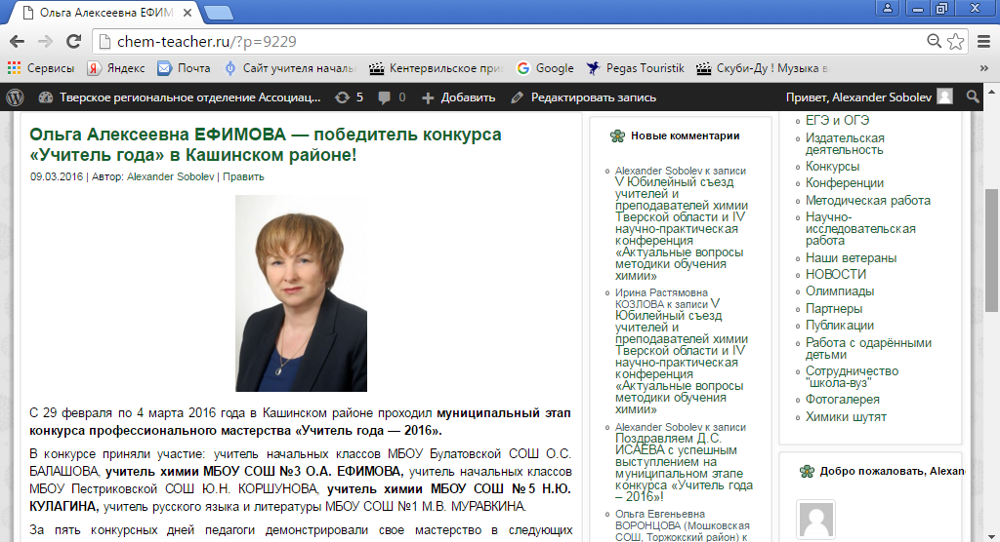 Ольга Алексеевна ЕФИМ
chem-teacher.ru/?p=9229
Сервисы
Яндекс
Почта
Сайт учителя началь
Кентервильское при
Google
Pegas Touristik
Скуби-Ду ! Музыка в
»
Тверское региональное отделение Ассоциац...
5
0
Добавить
Редактировать запись
Привет, Alexander Sobolev
Ольга Алексеевна ЕФИМОВА — победитель конкурса
«Учитель года» в Кашинском районе!
09.03.2016 | Автор: Alexander Sobolev | Править
С 29 февраля по 4 марта 2016 года в Кашинском районе проходил муниципальный этап
конкурса профессионального мастерства «Учитель года — 2016».
В конкурсе приняли участие: учитель начальных классов МБОУ Булатовской СОШ О.С.
БАЛАШОВА, учитель химии МБОУ СОШ №3 О.А. ЕФИМОВА, учитель начальных классов
МБОУ Пестриковской СОШ Ю.Н. КОРШУНОВА, учитель химии МБОУ СОШ №5 Н.Ю.
КУЛАГИНА, учитель русского языка и литературы МБОУ СОШ №1 М.В. МУРАВКИНА.
За пять конкурсных дней педагоги демонстрировали свое мастерство в следующих
Новые комментарии
Alexander Sobolev к записи
V Юбилейный съезд
учителей и
преподавателей химии
Тверской области и IV
научно-практическая
конференция
«Актуальные вопросы
методики обучения
химии»
Ирина Растямовна
КОЗЛОВА к записи V
Юбилейный съезд
учителей и
преподавателей химии
Тверской области и IV
научно-практическая
конференция
«Актуальные вопросы
методики обучения
химии»
Alexander Sobolev к записи
Поздравляем Д.С.
ИСАЕВА с успешным
выступлением на
муниципальном этапе
конкурса «Учитель года
– 2016»!
Ольга Евгеньевна
ВОРОНЦОВА (Мошковская
СОШ, Торжокский район) к
ЕГЭ и ОГЭ
Издательская
деятельность
Конкурсы
Конференции
Методическая работа
Научно-
исследовательская
работа
Наши ветераны
НОВОСТИ
Олимпиады
Партнеры
Публикации
Работа с одарёнными
детьми
Сотрудничество
"школа-вуз"
Фотогалерея
Химики шутят
Добро пожаловать, Alexan